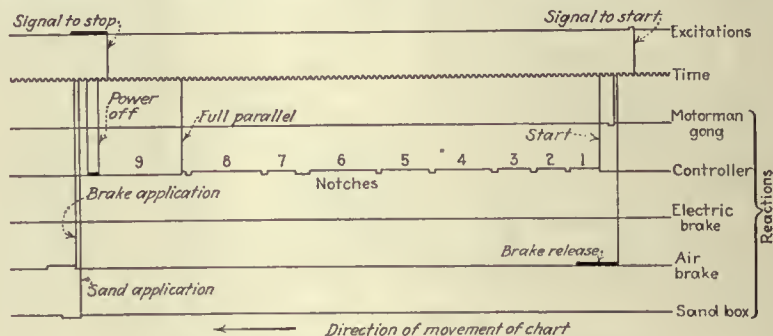 Signal to stop
Signal to start
Excitations
Time
Power off
Full parallel
Start
Motorman gong
9 8 7 6 5 4 3 2 1
Controller
Notches
Brake application
Electric brake
Brake release
Air brake
Sand application
Sand box
Reactions
Direction of movement of chart